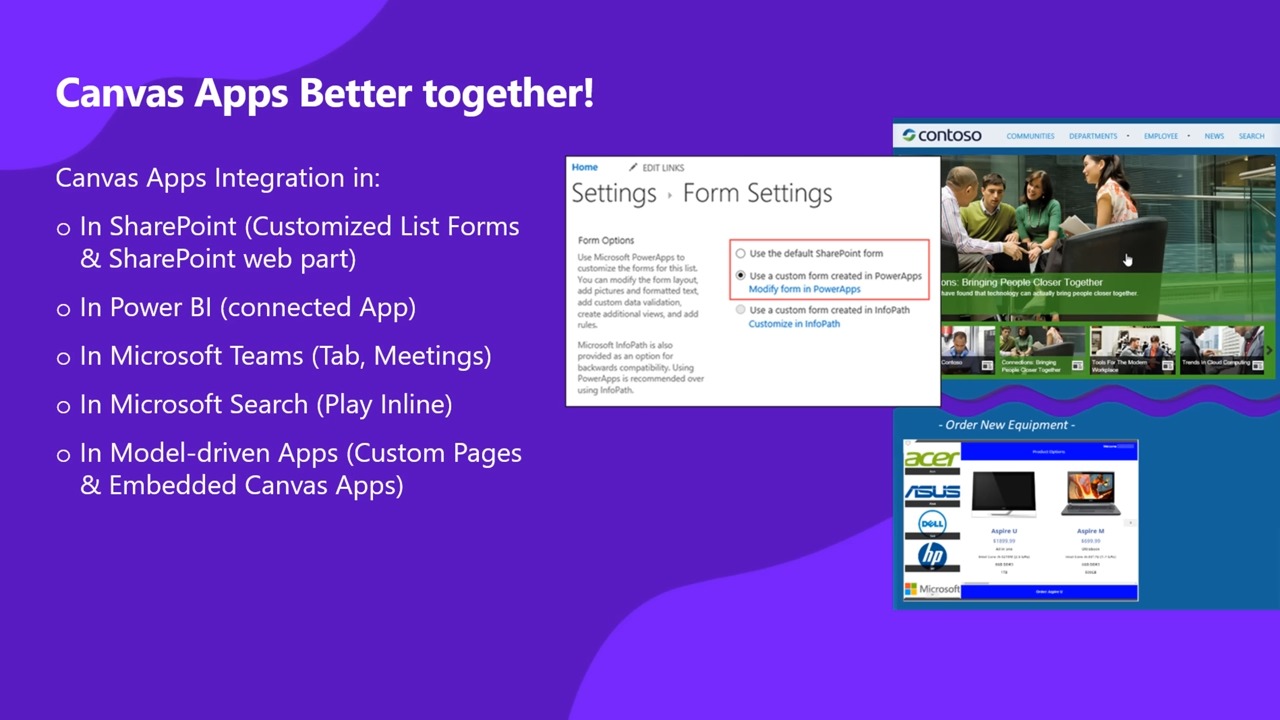 Canvas Apps Better together!
Canvas Apps Integration in:
o In SharePoint (Customized List Forms
& SharePoint web part)
o In Power BI (connected App)
o In Microsoft Teams (Tab, Meetings)
o In Microsoft Search (Play Inline)
o In Model-driven Apps (Custom Pages
& Embedded Canvas Apps)
Home EDIT LINKS
Settings › Form Settings
Form Options
Use Microsoft PowerApps to
customize the forms for this list.
You can modify the form layout,
add pictures and formatted text,
add custom data validation,
create additional views, and add
rules.
Microsoft InfoPath is also
provided as an option for
backwards compatibility. Using
PowerApps is recommended over
using InfoPath.
Use the default SharePoint form
Use a custom form created in PowerApps
Modify form in PowerApps
Use a custom form created in InfoPath
Customize in InfoPath
contoso COMMUNITIES DEPARTMENTS EMPLOYEE NEWS SEARCH
ons: Bringing People Closer Together
have found that technology can actually bring people closer together.
Contoso
Connections: Bringing
People Closer Together
Tools For The Modern
Workplace
Trends In Cloud Computing
- Order New Equipment -
Product Options
acer
ASUS
DELL
hp
Microsoft
Aspire U
Aspire M
Order Aspire U